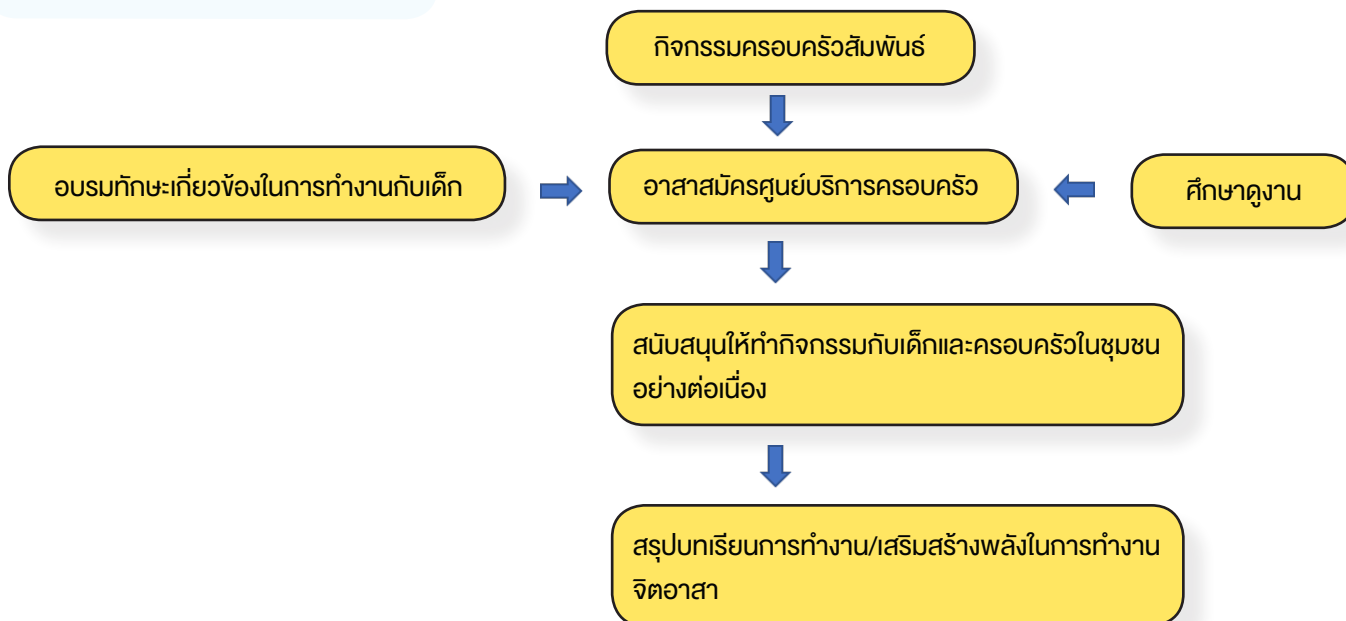 กิจกรรมครอบครัวสัมพันธ์
อบรมทักษะเกี่ยวข้องในการทำงานกับเด็ก
อาสาสมัครศูนย์บริการครอบครัว
ศึกษาดูงาน
สนับสนุนให้ทำกิจกรรมกับเด็กและครอบครัวในชุมชน
อย่างต่อเนื่อง
สรุปบทเรียนการทำงาน/เสริมสร้างพลังในการทำงาน
จิตอาสา